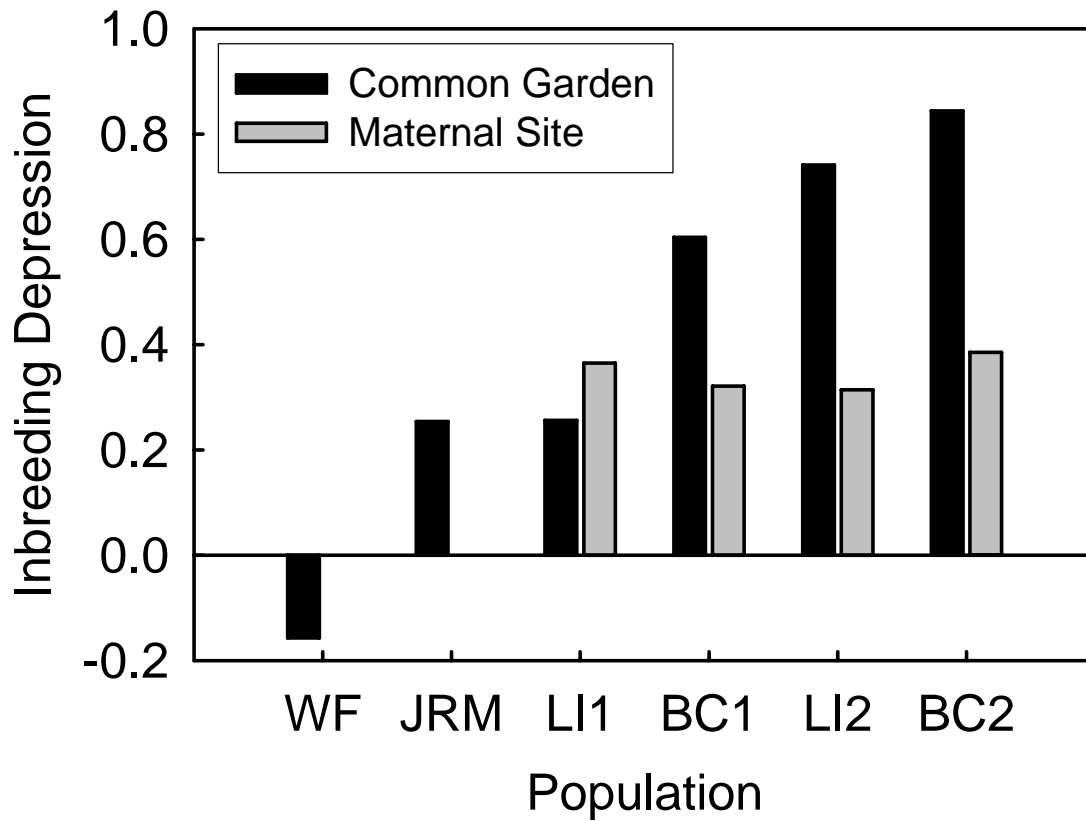 Common Garden
Maternal Site
Inbreeding Depression
1.0
0.8
0.6
0.4
0.2
0.0
-0.2
WF JRM LI1 BC1 LI2 BC2
Population